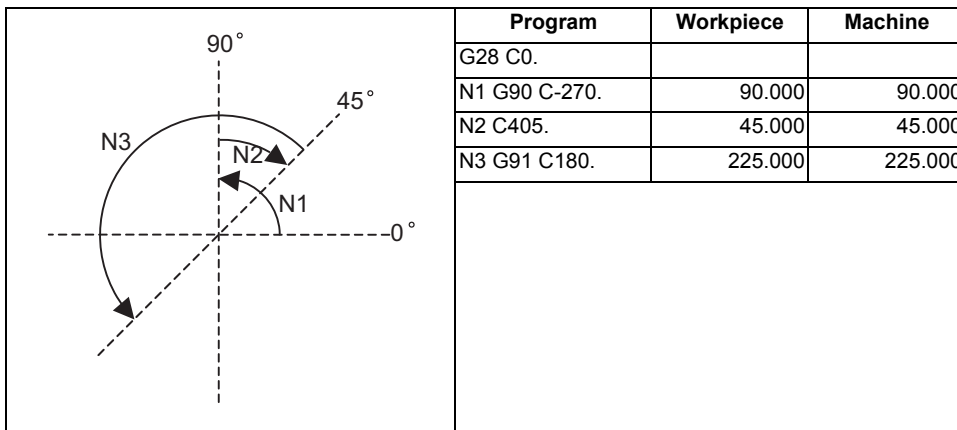 90°
45°
N3
N2
N1
0°
Program Workpiece Machine
G28 C0.
N1 G90 C-270. 90.000 90.000
N2 C405. 45.000 45.000
N3 G91 C180. 225.000 225.000